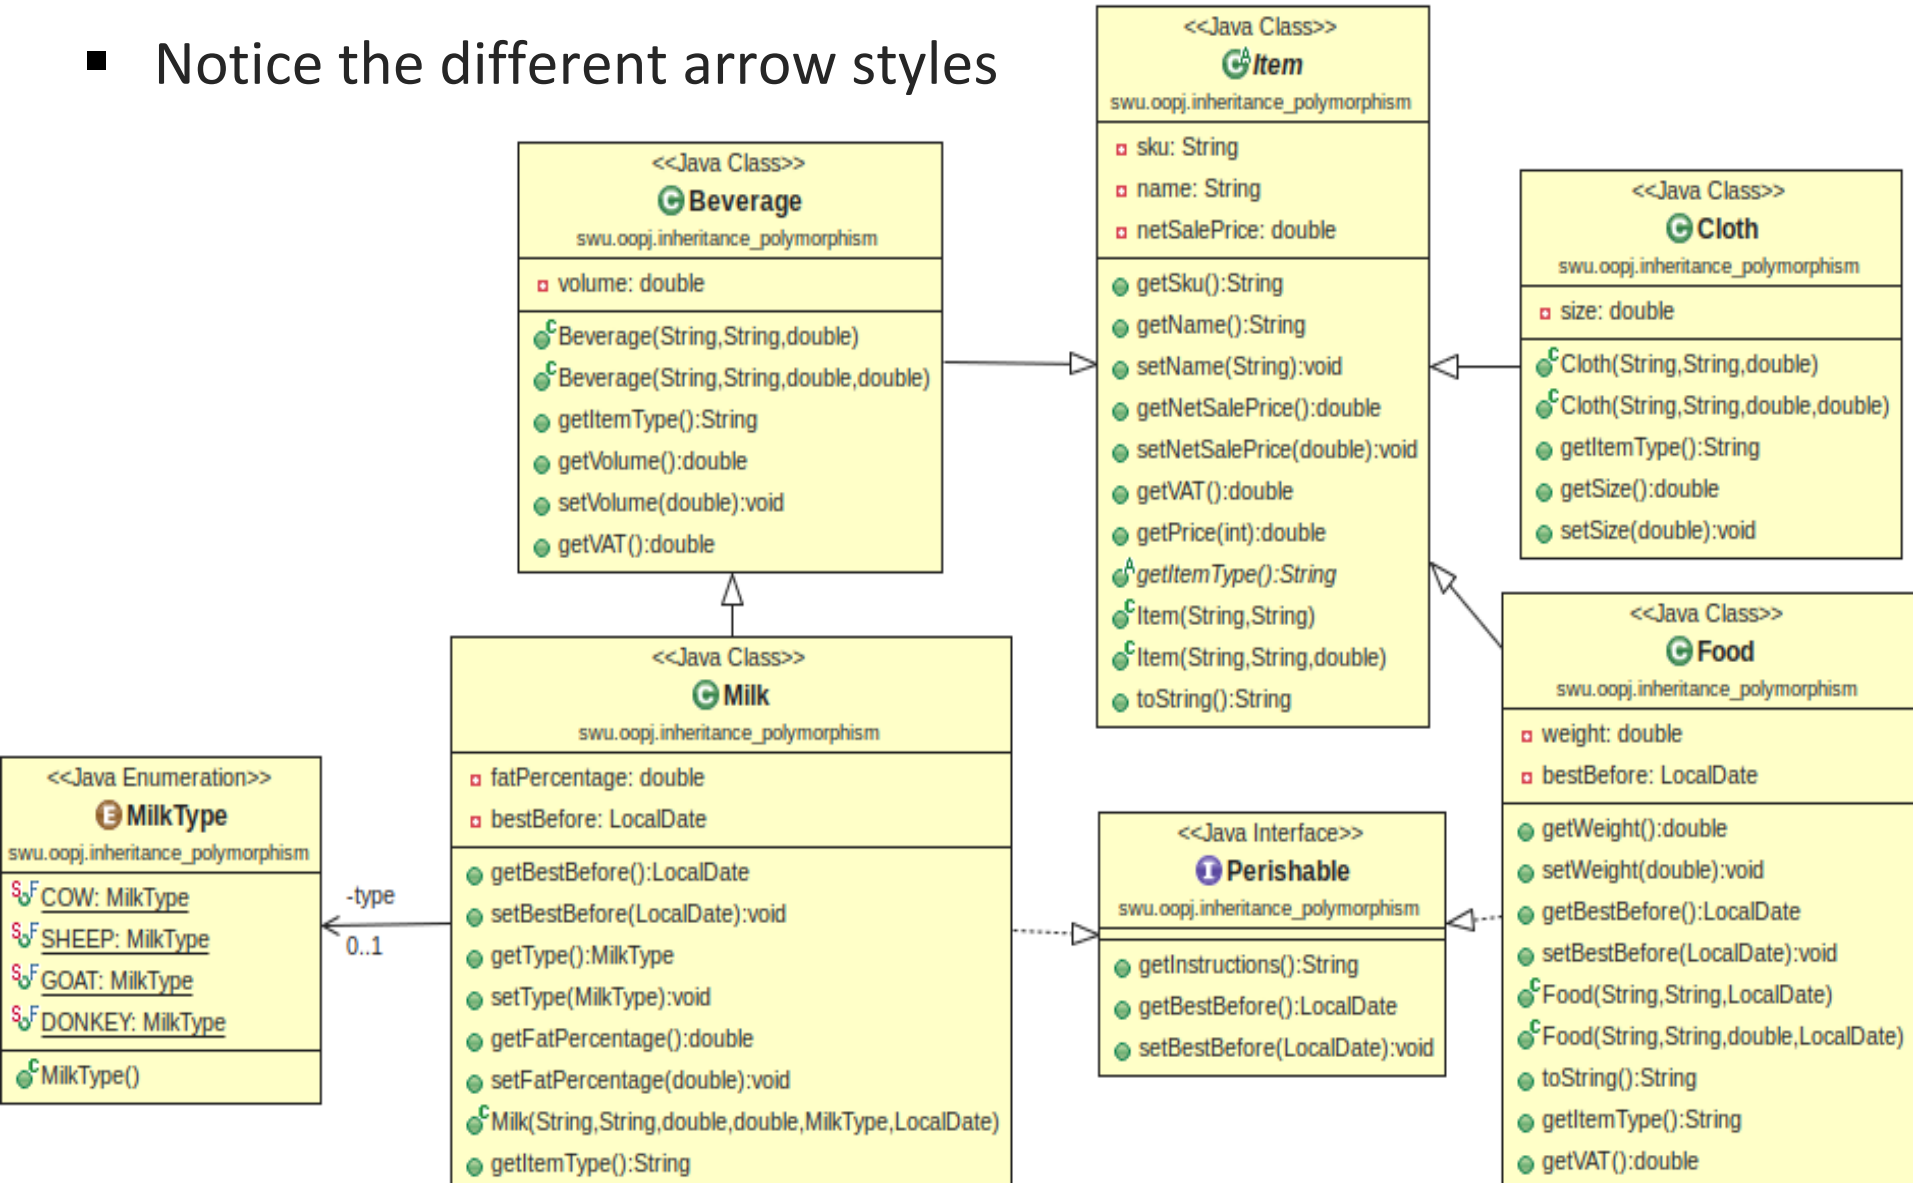 ▪ Notice the different arrow styles
<<Java Class>>
Beverage
swu.oopj.inheritance_polymorphism
volume: double
Beverage(String,String,double)
Beverage(String,String,double,double)
getItemType():String
getVolume():double
setVolume(double):void
getVAT():double
<<Java Class>>
Item
swu.oopj.inheritance_polymorphism
sku: String
name: String
netSalePrice: double
getSku():String
getName():String
setName(String):void
getNetSalePrice():double
setNetSalePrice(double):void
getVAT():double
getPrice(int):double
getItemType():String
Item(String,String)
Item(String,String,double)
toString():String
<<Java Class>>
Cloth
swu.oopj.inheritance_polymorphism
size: double
Cloth(String,String,double)
Cloth(String,String,double,double)
getItemType():String
getSize():double
setSize(double):void
<<Java Enumeration>>
MilkType
swu.oopj.inheritance_polymorphism
COW: MilkType
SHEEP: MilkType
GOAT: MilkType
DONKEY: MilkType
MilkType()
-type
0..1
<<Java Class>>
Milk
swu.oopj.inheritance_polymorphism
fatPercentage: double
bestBefore: LocalDate
getBestBefore():LocalDate
setBestBefore(LocalDate):void
getType():MilkType
setType(MilkType):void
getFatPercentage():double
setFatPercentage(double):void
Milk(String,String,double,double,MilkType,LocalDate)
getItemType():String
<<Java Interface>>
Perishable
swu.oopj.inheritance_polymorphism
getInstructions():String
getBestBefore():LocalDate
setBestBefore(LocalDate):void
<<Java Class>>
Food
swu.oopj.inheritance_polymorphism
weight: double
bestBefore: LocalDate
getWeight():double
setWeight(double):void
getBestBefore():LocalDate
setBestBefore(LocalDate):void
Food(String,String,LocalDate)
Food(String,String,double,LocalDate)
toString():String
getItemType():String
getVAT():double